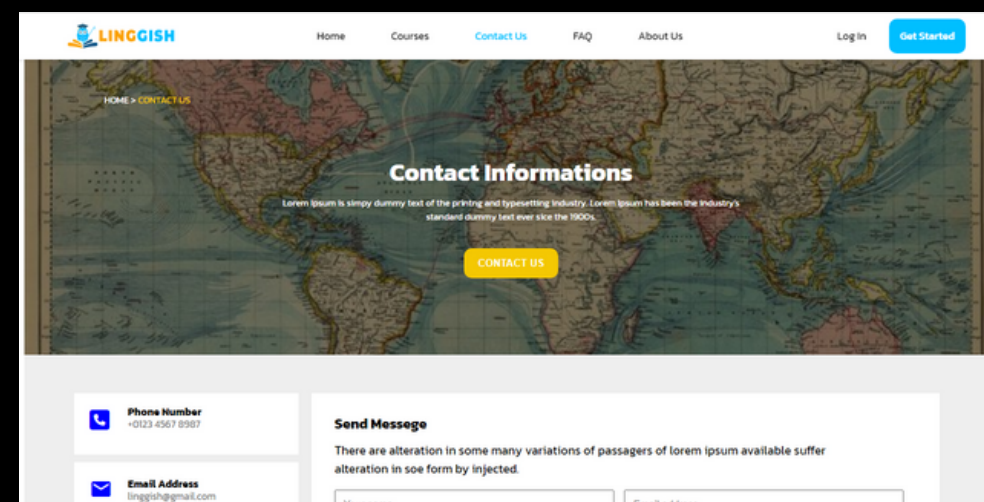 LINGGISH
Home Courses Contact Us FAQ About Us Log In Get Started
HOME > CONTACT US
Contact Informations
Lorem Ipsum is simpy dummy text of the printng and typesetting industry. Lorem Ipsum has been the industry's
standard dummy text ever sice the 1900s.
CONTACT US
Phone Number
+0123 4567 8987
Email Address
linggish@gmail.com
Send Messege
There are alteration in some many variations of passagers of lorem ipsum available suffer
alteration in soe form by injected.